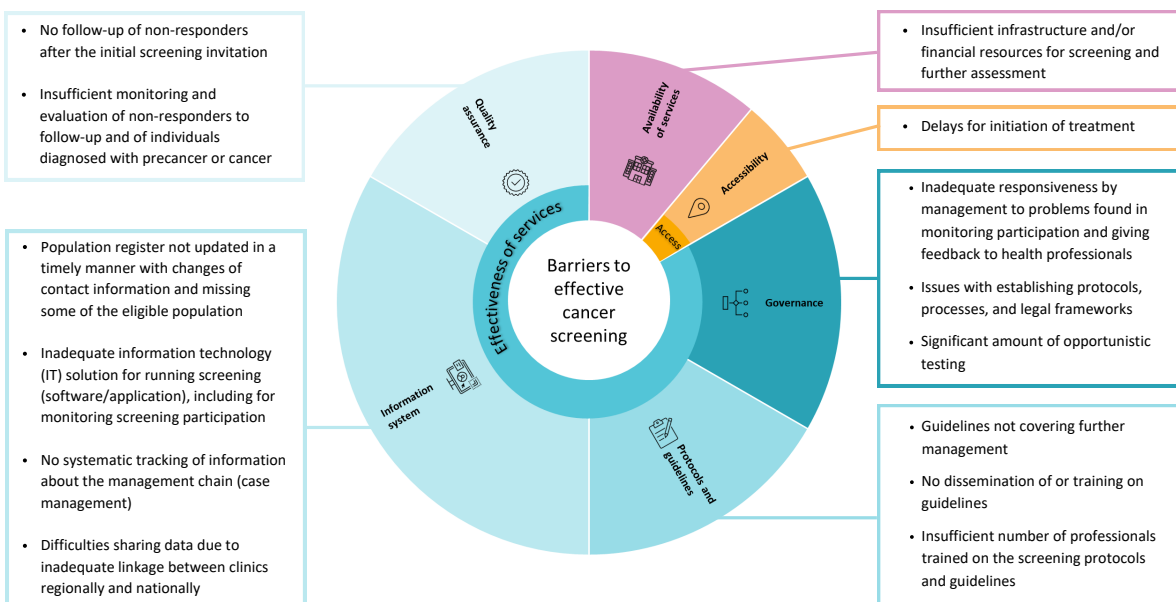 • No follow-up of non-responders
after the initial screening invitation
• Insufficient monitoring and
evaluation of non-responders to
follow-up and of individuals
diagnosed with precancer or cancer
• Population register not updated in a
timely manner with changes of
contact information and missing
some of the eligible population
• Inadequate information technology
(IT) solution for running screening
(software/application), including for
monitoring screening participation
• No systematic tracking of information
about the management chain (case
management)
• Difficulties sharing data due to
inadequate linkage between clinics
regionally and nationally
Quality
assurance
Availability
of services
Accessibility
Access
Effectiveness of services
Barriers to
effective
cancer
screening
Governance
Information
system
Protocols and
guidelines
• Insufficient infrastructure and/or
financial resources for screening and
further assessment
• Delays for initiation of treatment
• Inadequate responsiveness by
management to problems found in
monitoring participation and giving
feedback to health professionals
• Issues with establishing protocols,
processes, and legal frameworks
• Significant amount of opportunistic
testing
• Guidelines not covering further
management
• No dissemination of or training on
guidelines
• Insufficient number of professionals
trained on the screening protocols
and guidelines